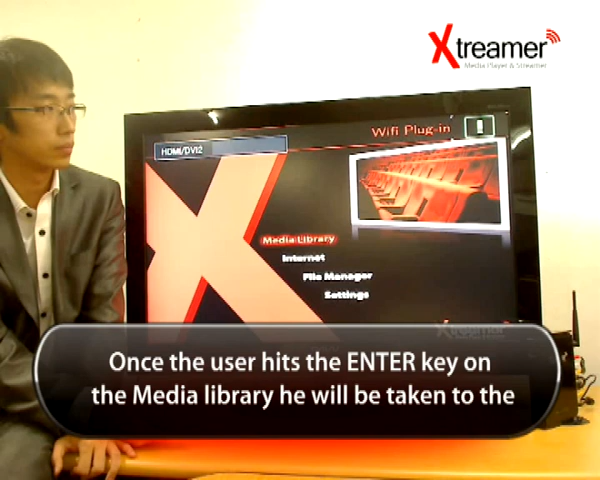 Xtreamer
Media Player & Streamer
Wifi Plug-in
HDMI/DVI2
Media Library
Internet
File Manager
Settings
Xtreamer
Once the user hits the ENTER key on
the Media library he will be taken to the